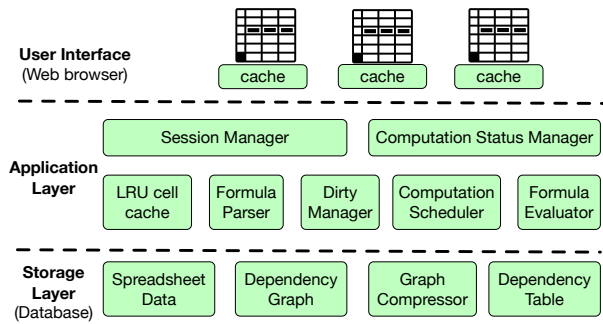 User Interface
(Web browser)
cache
cache
cache
Session Manager
Computation Status Manager
Application
Layer
LRU cell
cache
Formula
Parser
Dirty
Manager
Computation
Scheduler
Formula
Evaluator
Storage
Layer
(Database)
Spreadsheet
Data
Dependency
Graph
Graph
Compressor
Dependency
Table